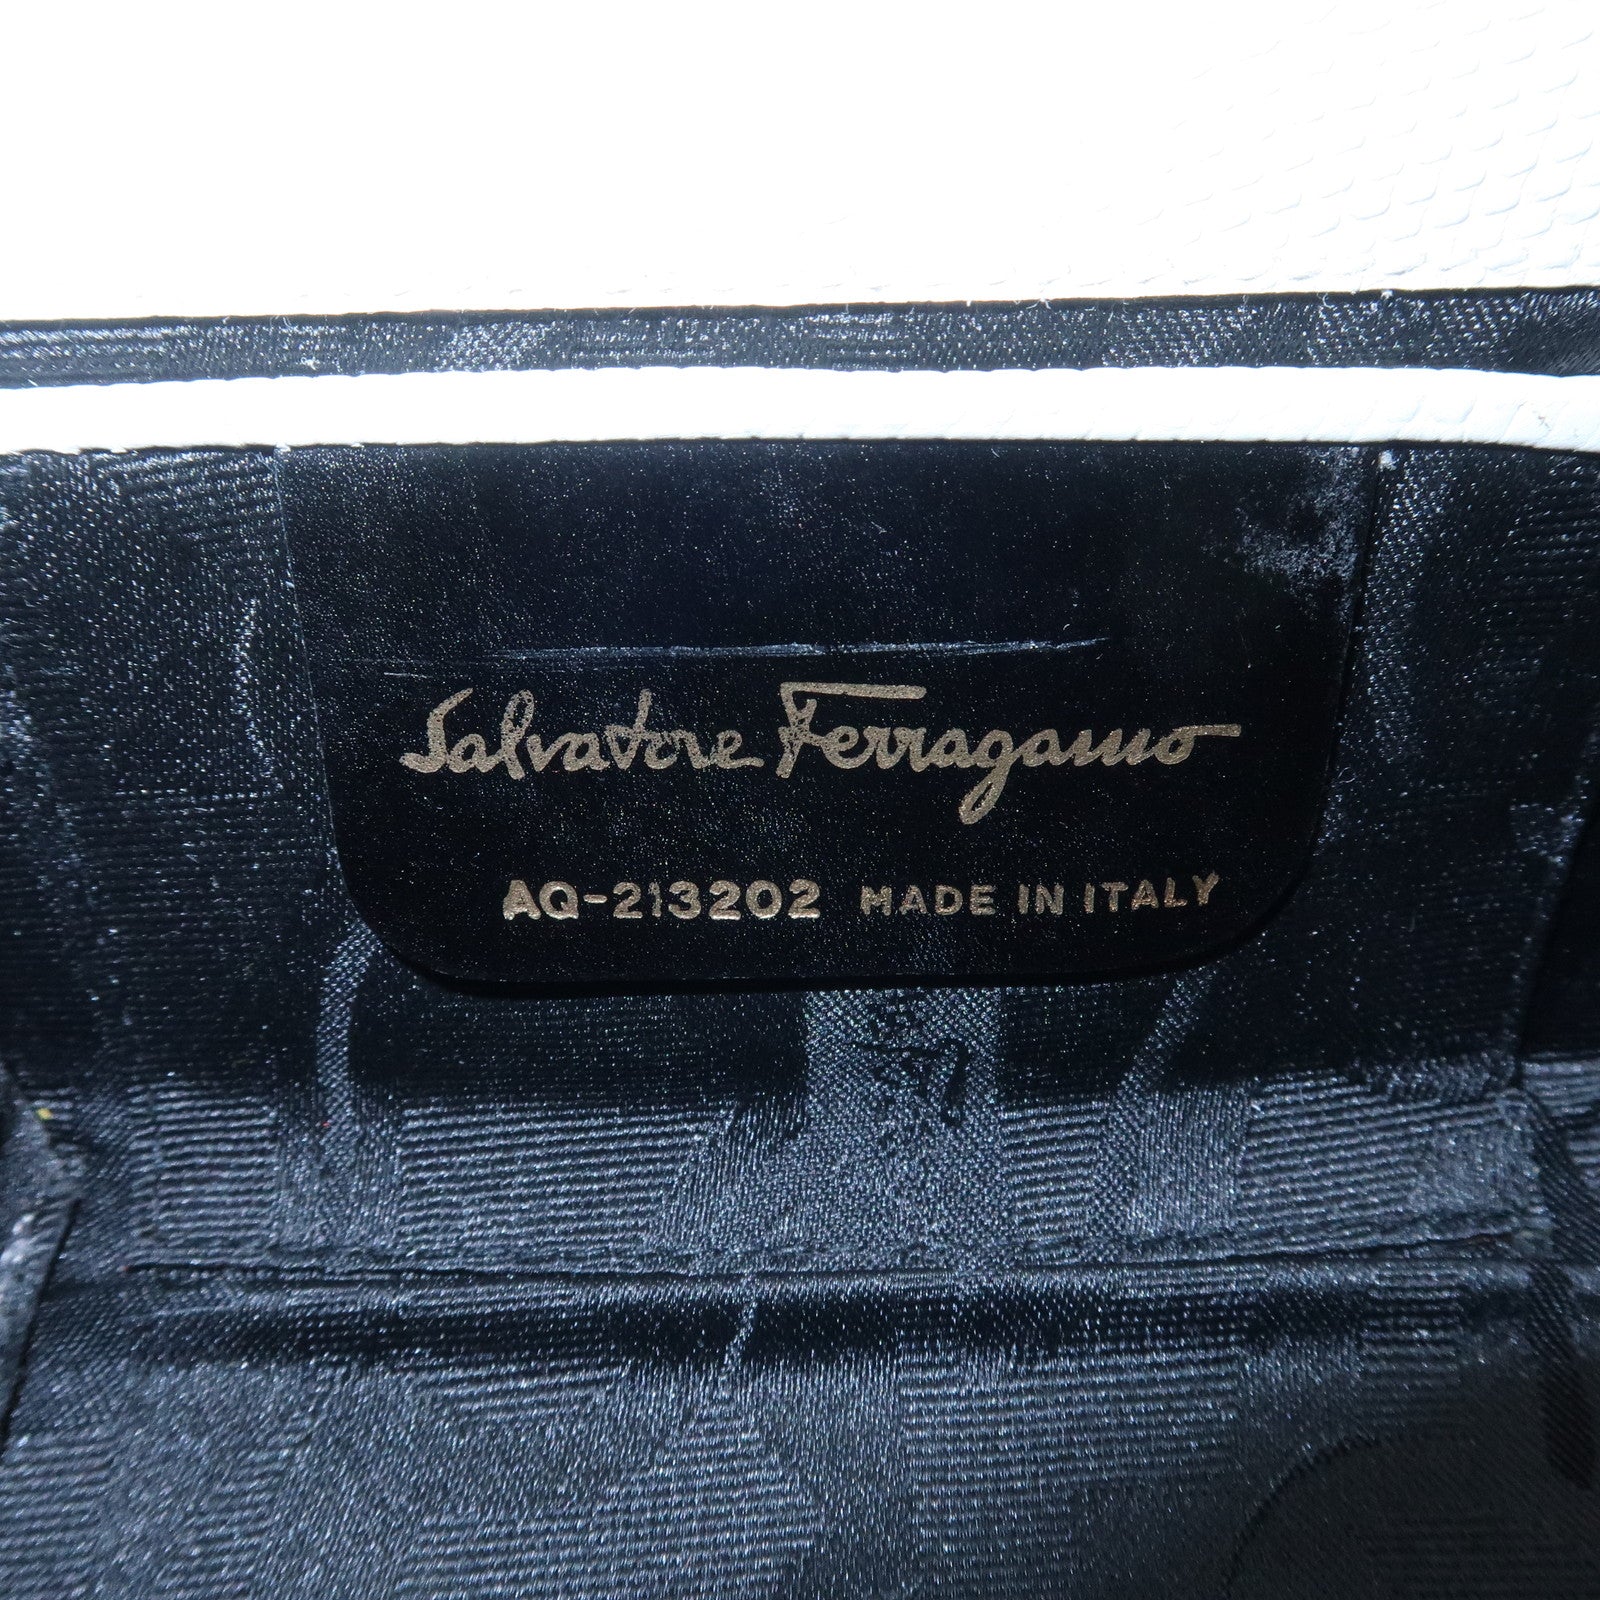 Salvatore Ferragamo
AQ-213202 MADE IN ITALY